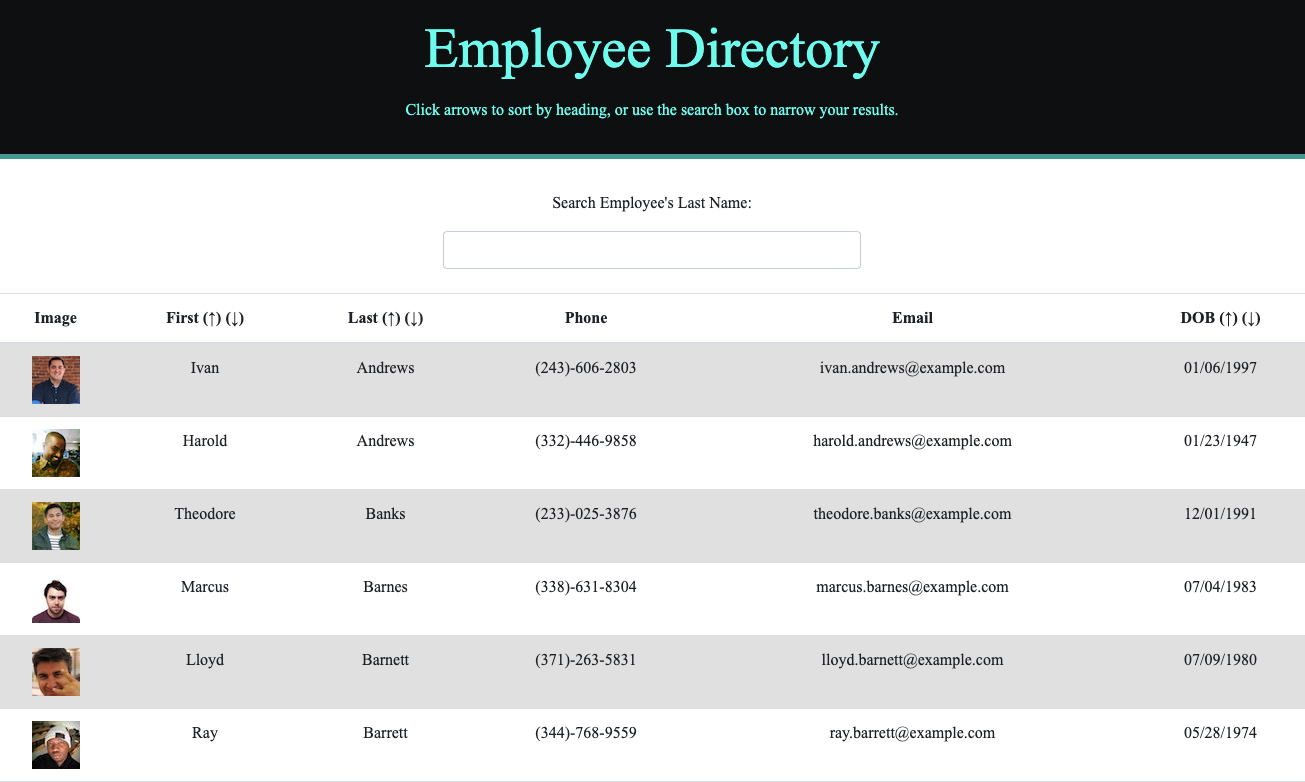 Employee Directory
Click arrows to sort by heading, or use the search box to narrow your results.
Search Employee's Last Name:
Image First (↑) (↓) Last (↑) (↓) Phone Email DOB (↑) (↓)
Ivan Andrews (243)-606-2803 ivan.andrews@example.com 01/06/1997
Harold Andrews (332)-446-9858 harold.andrews@example.com 01/23/1947
Theodore Banks (233)-025-3876 theodore.banks@example.com 12/01/1991
Marcus Barnes (338)-631-8304 marcus.barnes@example.com 07/04/1983
Lloyd Barnett (371)-263-5831 lloyd.barnett@example.com 07/09/1980
Ray Barrett (344)-768-9559 ray.barrett@example.com 05/28/1974